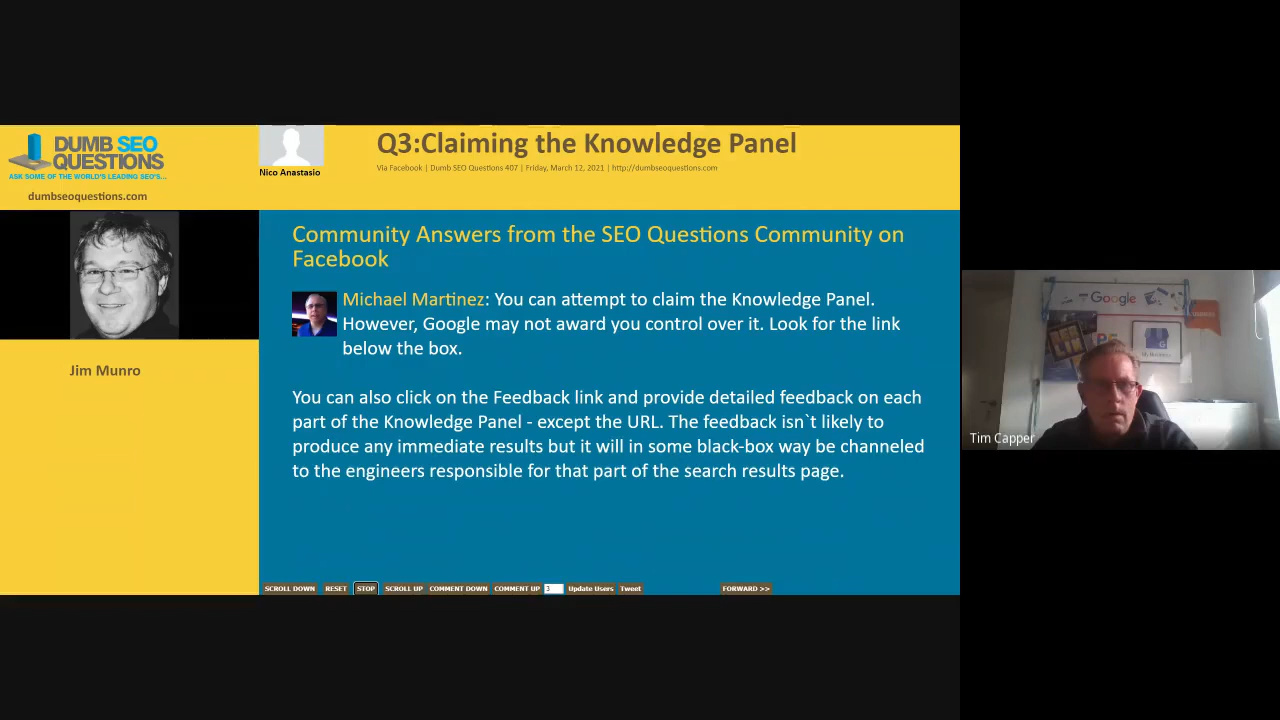 DUMB SEO
QUESTIONS
ASK SOME OF THE WORLD'S LEADING SEO'S...
dumbseoquestions.com
Nico Anastasio
Q3:Claiming the Knowledge Panel
Via Facebook | Dumb SEO Questions 407 | Friday, March 12, 2021 | http://dumbseoquestions.com
Jim Munro
Community Answers from the SEO Questions Community on
Facebook
Michael Martinez: You can attempt to claim the Knowledge Panel.
However, Google may not award you control over it. Look for the link
below the box.
You can also click on the Feedback link and provide detailed feedback on each
part of the Knowledge Panel - except the URL. The feedback isn`t likely to
produce any immediate results but it will in some black-box way be channeled
to the engineers responsible for that part of the search results page.
SCROLL DOWN RESET STOP SCROLL UP COMMENT DOWN COMMENT UP 3 Update Users Tweet FORWARD >>
Google
Tim Capper